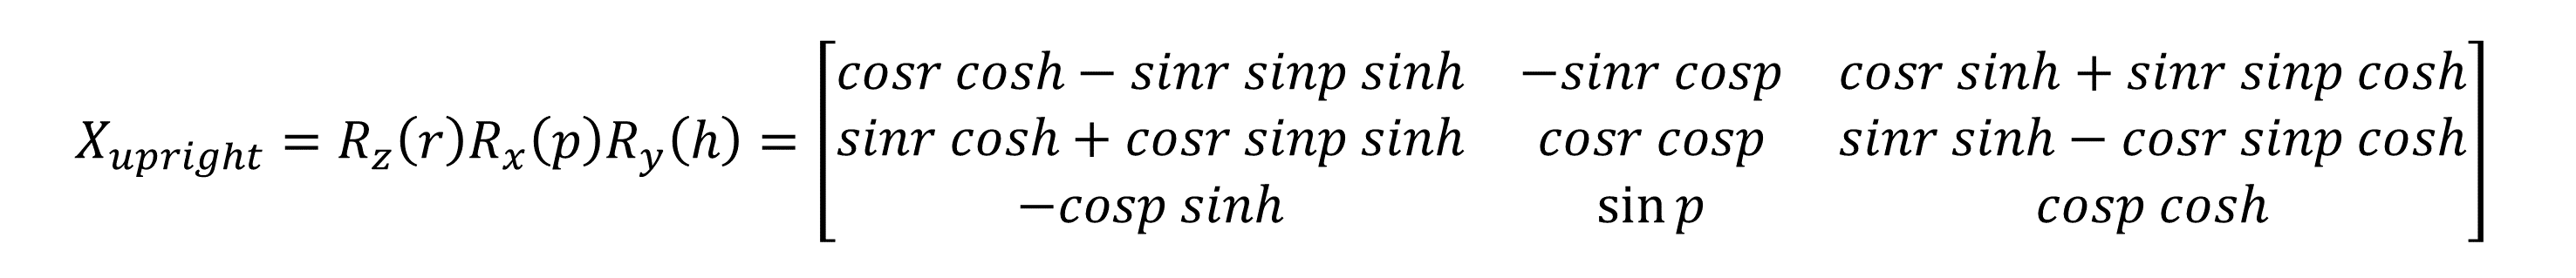 cosr cosh − sinr sinp sinh −sinr cosp cosr sinh + sinr sinp cosh
X_upright = R_z(r)R_x(p)R_y(h) = sinr cosh + cosr sinp sinh cosr cosp sinr sinh − cosr sinp cosh
−cosp sinh sin p cosp cosh